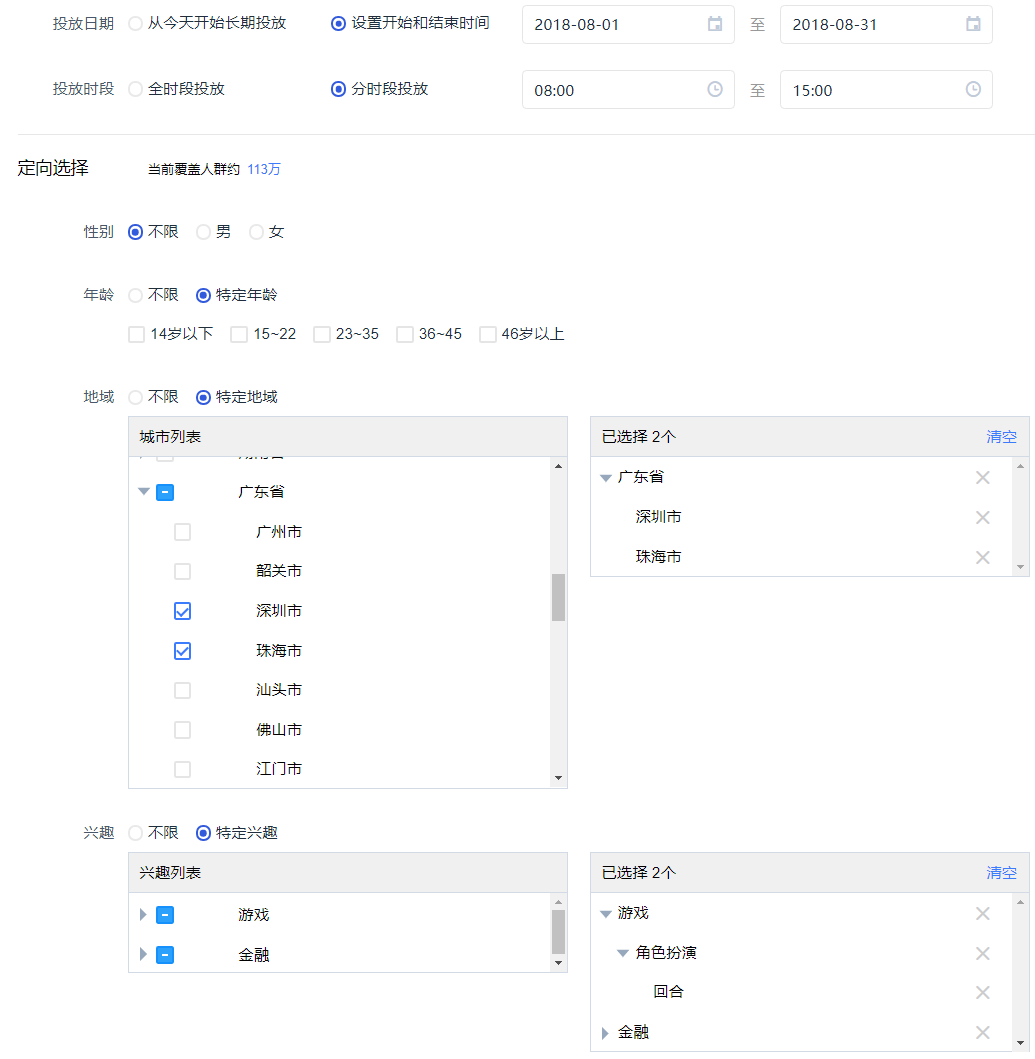 投放日期 从今天开始长期投放 设置开始和结束时间 2018-08-01 至 2018-08-31
投放时段 全时段投放 分时段投放 08:00 至 15:00
定向选择 当前覆盖人群约 113万
性别 不限 男 女
年龄 不限 特定年龄
14岁以下 15~22 23~35 36~45 46岁以上
地域 不限 特定地域
城市列表
广东省
广州市
韶关市
深圳市
珠海市
汕头市
佛山市
江门市
已选择 2个 清空
广东省
深圳市
珠海市
兴趣 不限 特定兴趣
兴趣列表
游戏
金融
已选择 2个 清空
游戏
角色扮演
回合
金融